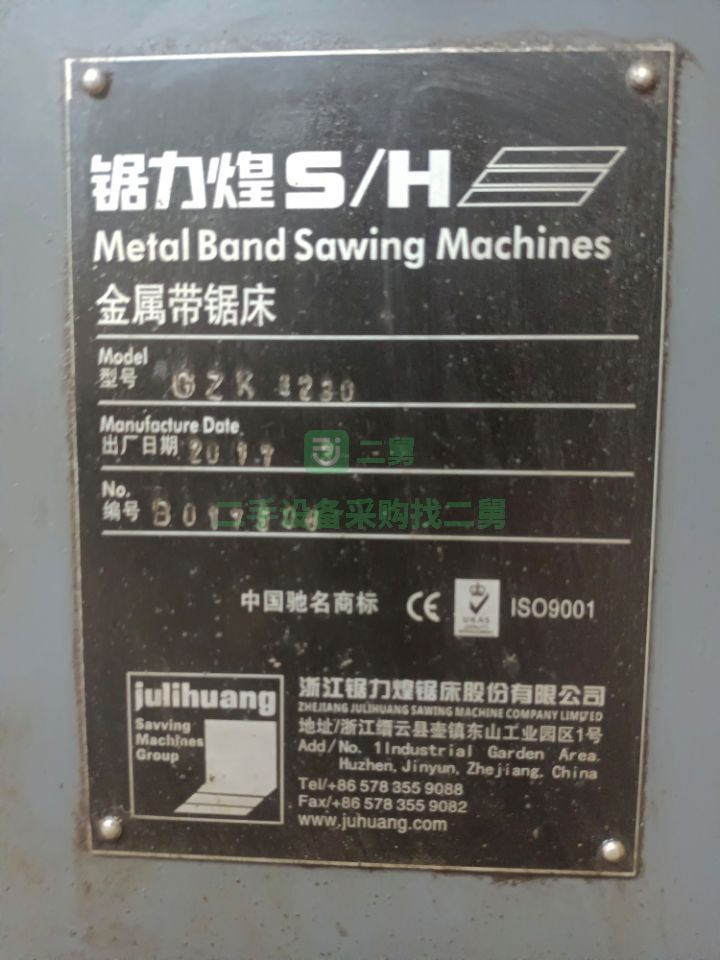 锯力煌S/H
Metal Band Sawing Machines
金属带锯床
Model
型号 GZK 4230
Manufacture Date
出厂日期 2017
二舅
No.
编号
二手设备采购找二舅
中国驰名商标 CE UKAS ISO9001
julihuang
Savving
Machines
Group
浙江锯力煌锯床股份有限公司
ZHEJIANG JULIHUANG SAWING MACHINE COMPANY LIMITED
地址/浙江缙云县壶镇东山工业园区1号
Add/No. 1Industrial Garden Area.
Huzhen, Jinyun, Zhejiang, China
Tel/+86 578 355 9088
Fax/+86 578 355 9082
www.juhuang.com